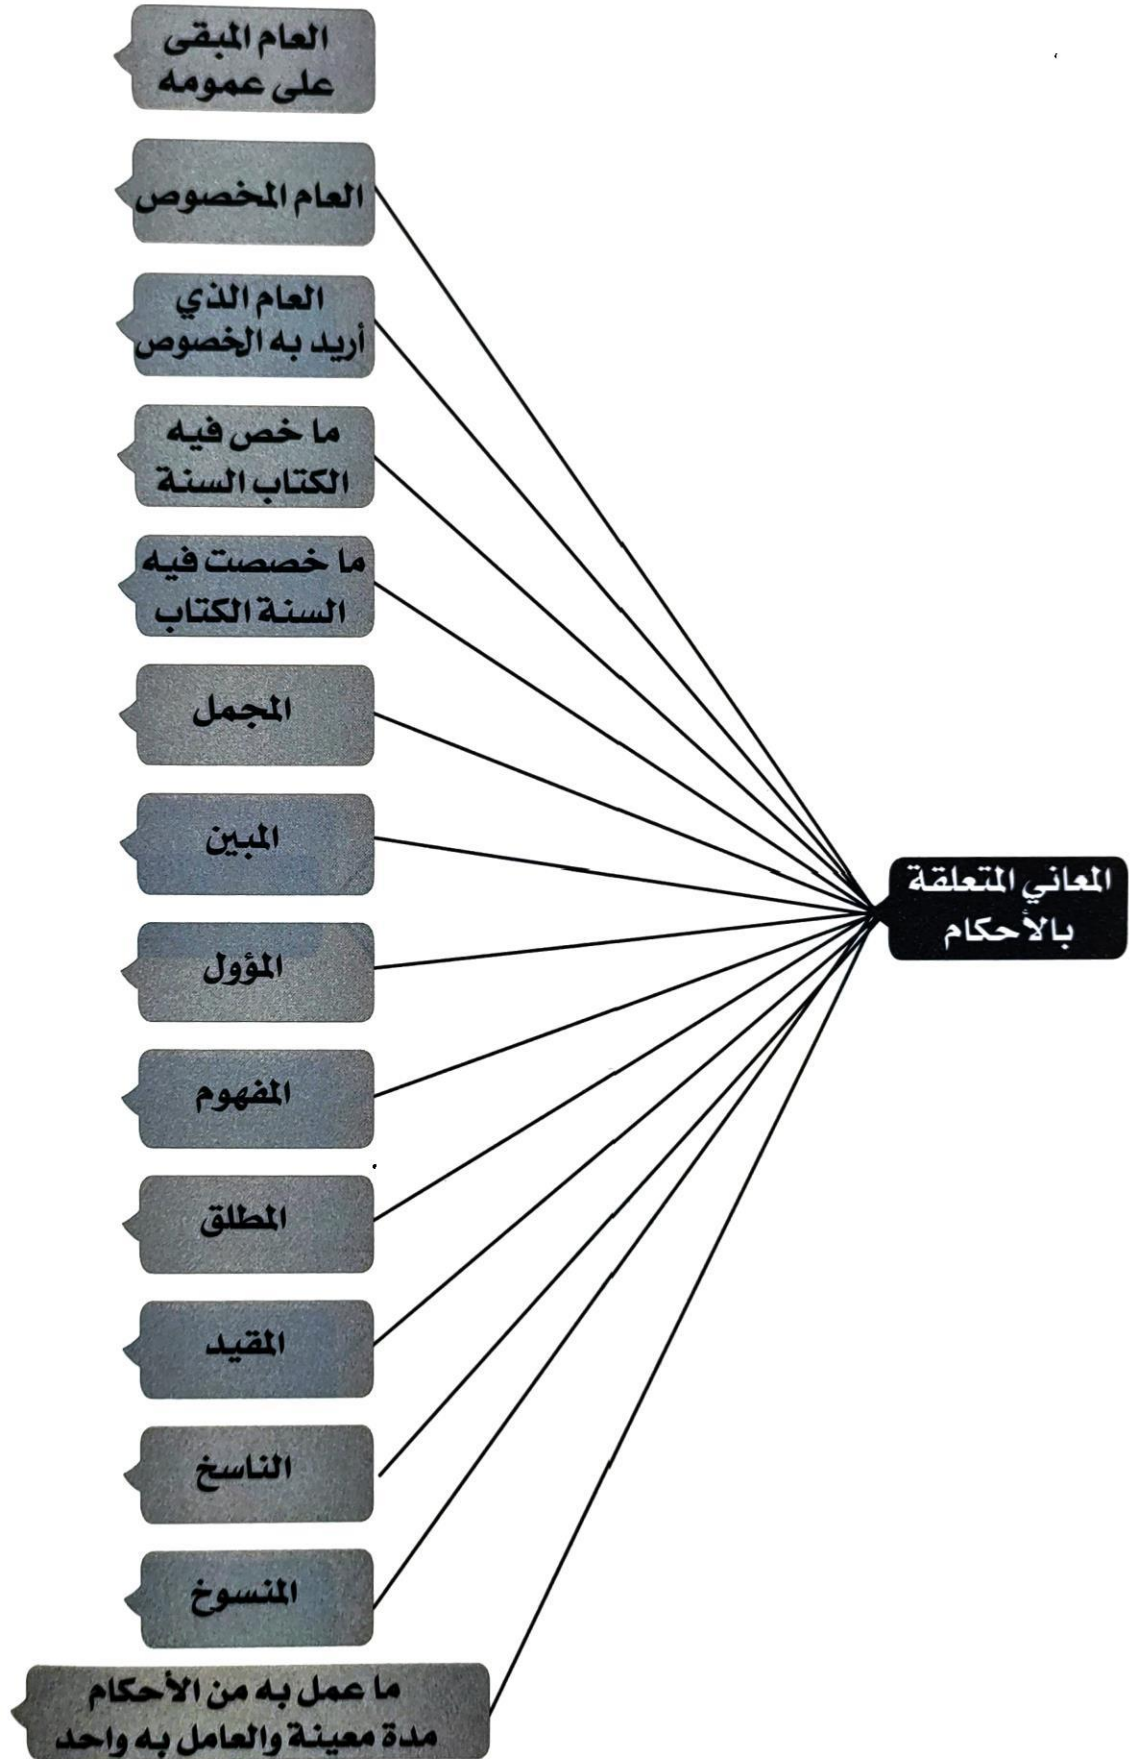 المعاني المتعلقة
بالأحكام
العام المبقى
على عمومه
العام المخصوص
العام الذي
أريد به الخصوص
ما خص فيه
الكتاب السنة
ما خصصت فيه
السنة الكتاب
المجمل
المبين
المؤول
المفهوم
المطلق
المقيد
الناسخ
المنسوخ
ما عمل به من الأحكام
مدة معينة والعامل به واحد